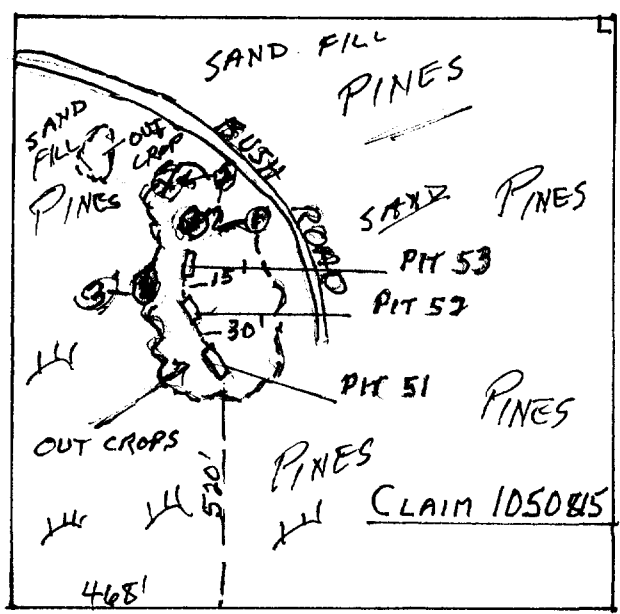 SAND FILL
PINES
SAND
FILL
OUT
CROP
BUSH
ROAD
PINES
SAND
PINES
PIT 53
15'
PIT 52
30'
3
PIT 51
OUT CROPS
PINES
PINES
520'
CLAIM 1050815
468'